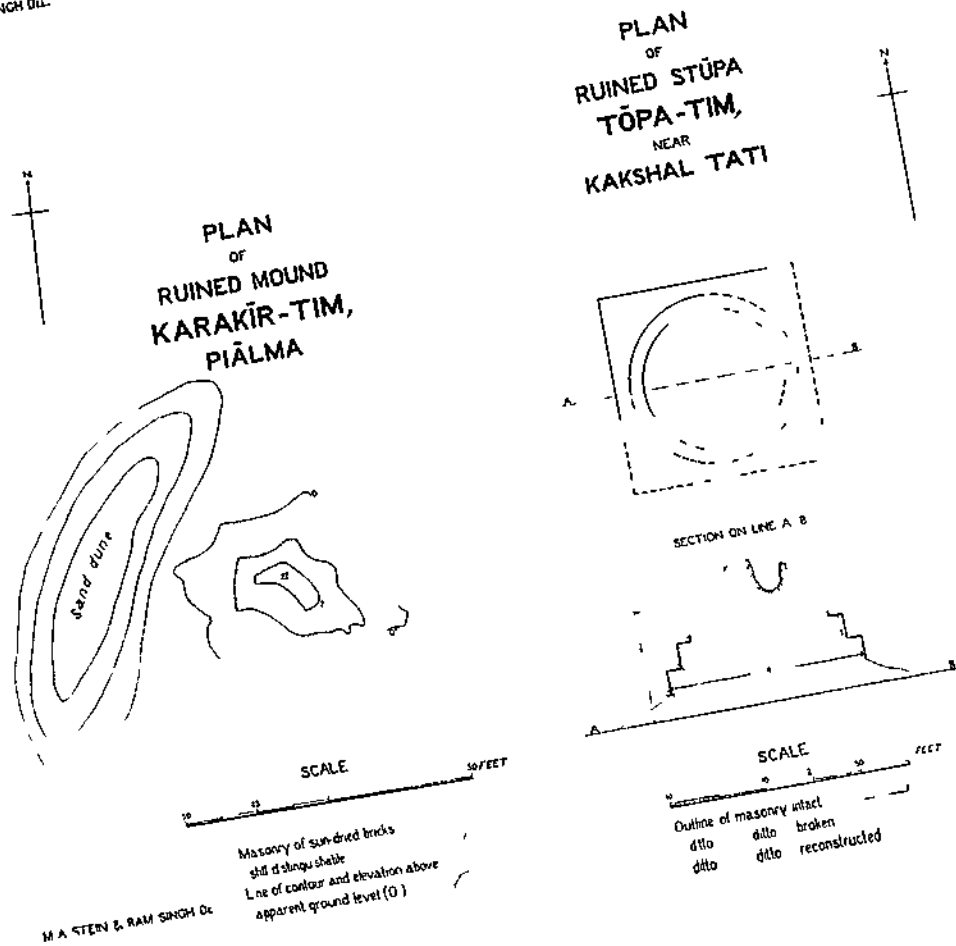 PLAN
OF
RUINED STŪPA
TŌPA-TIM,
NEAR
KAKSHAL TATI
N
N
PLAN
OF
RUINED MOUND
KARAKĪR-TIM,
PIĀLMA
A.
B
Sand dune
SECTION ON LINE A B
A
B
SCALE
50 FEET
Masonry of sun-dried bricks
still distinguishable
Line of contour and elevation above
apparent ground level (0)
SCALE
FEET
Outline of masonry intact
ditto ditto broken
ditto ditto reconstructed
M A STEIN & RAM SINGH